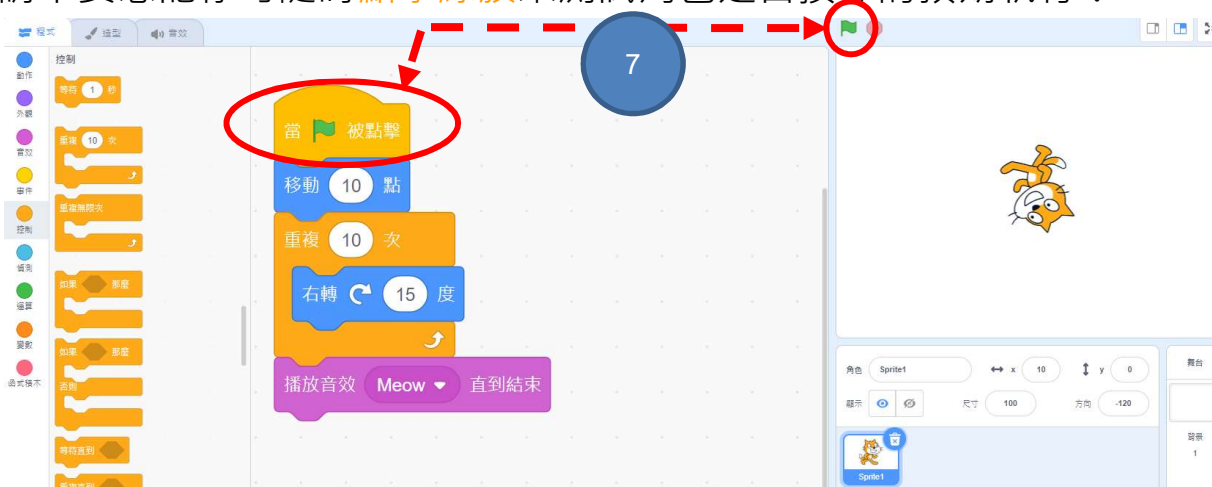 程式 造型 音效
7
動作
外觀
音效
事件
控制
偵測
運算
變數
函式積木
控制
等待 1 秒
重複 10 次
重複無限次
如果 那麼
如果 那麼
否則
等待直到
當 被點擊
移動 10 點
重複 10 次
右轉 15 度
播放音效 Meow 直到結束
角色 Sprite1 x 10 y 0
顯示 尺寸 100 方向 -120
Sprite1
舞台
背景
1